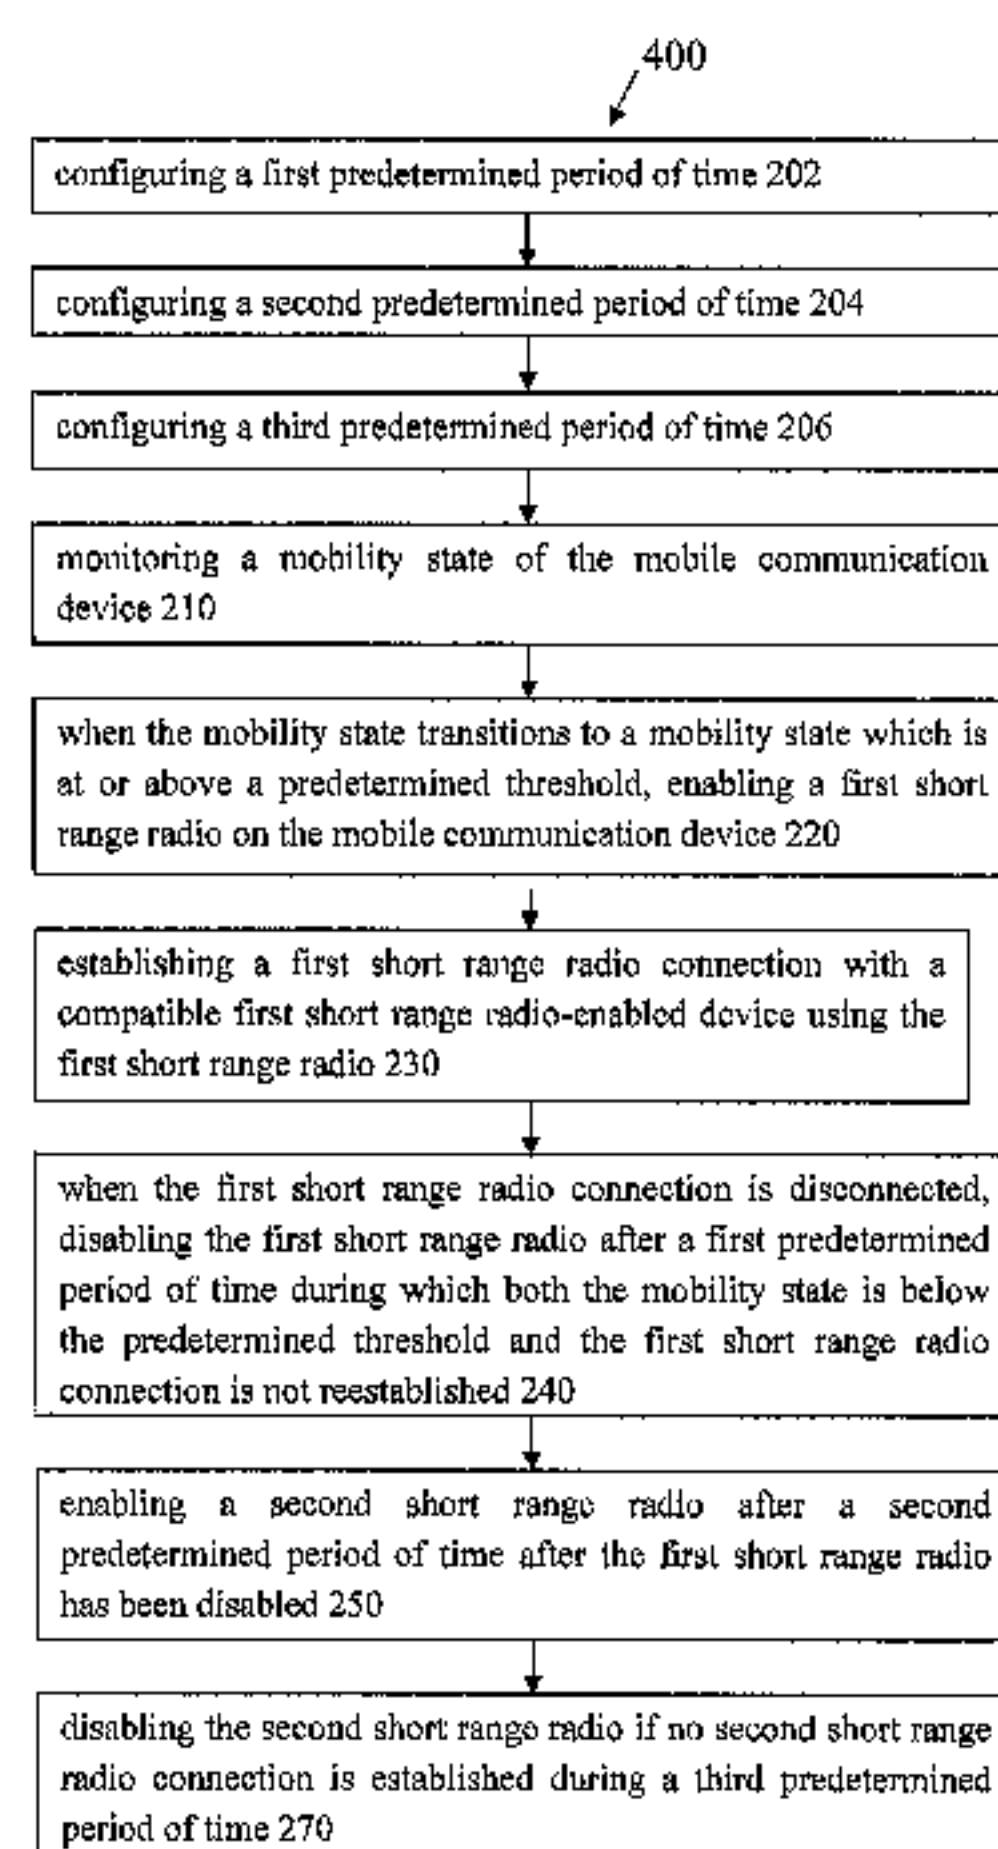 400
configuring a first predetermined period of time 202
configuring a second predetermined period of time 204
configuring a third predetermined period of time 206
monitoring a mobility state of the mobile communication
device 210
when the mobility state transitions to a mobility state which is
at or above a predetermined threshold, enabling a first short
range radio on the mobile communication device 220
establishing a first short range radio connection with a
compatible first short range radio-enabled device using the
first short range radio 230
when the first short range radio connection is disconnected,
disabling the first short range radio after a first predetermined
period of time during which both the mobility state is below
the predetermined threshold and the first short range radio
connection is not reestablished 240
enabling a second short range radio after a second
predetermined period of time after the first short range radio
has been disabled 250
disabling the second short range radio if no second short range
radio connection is established during a third predetermined
period of time 270